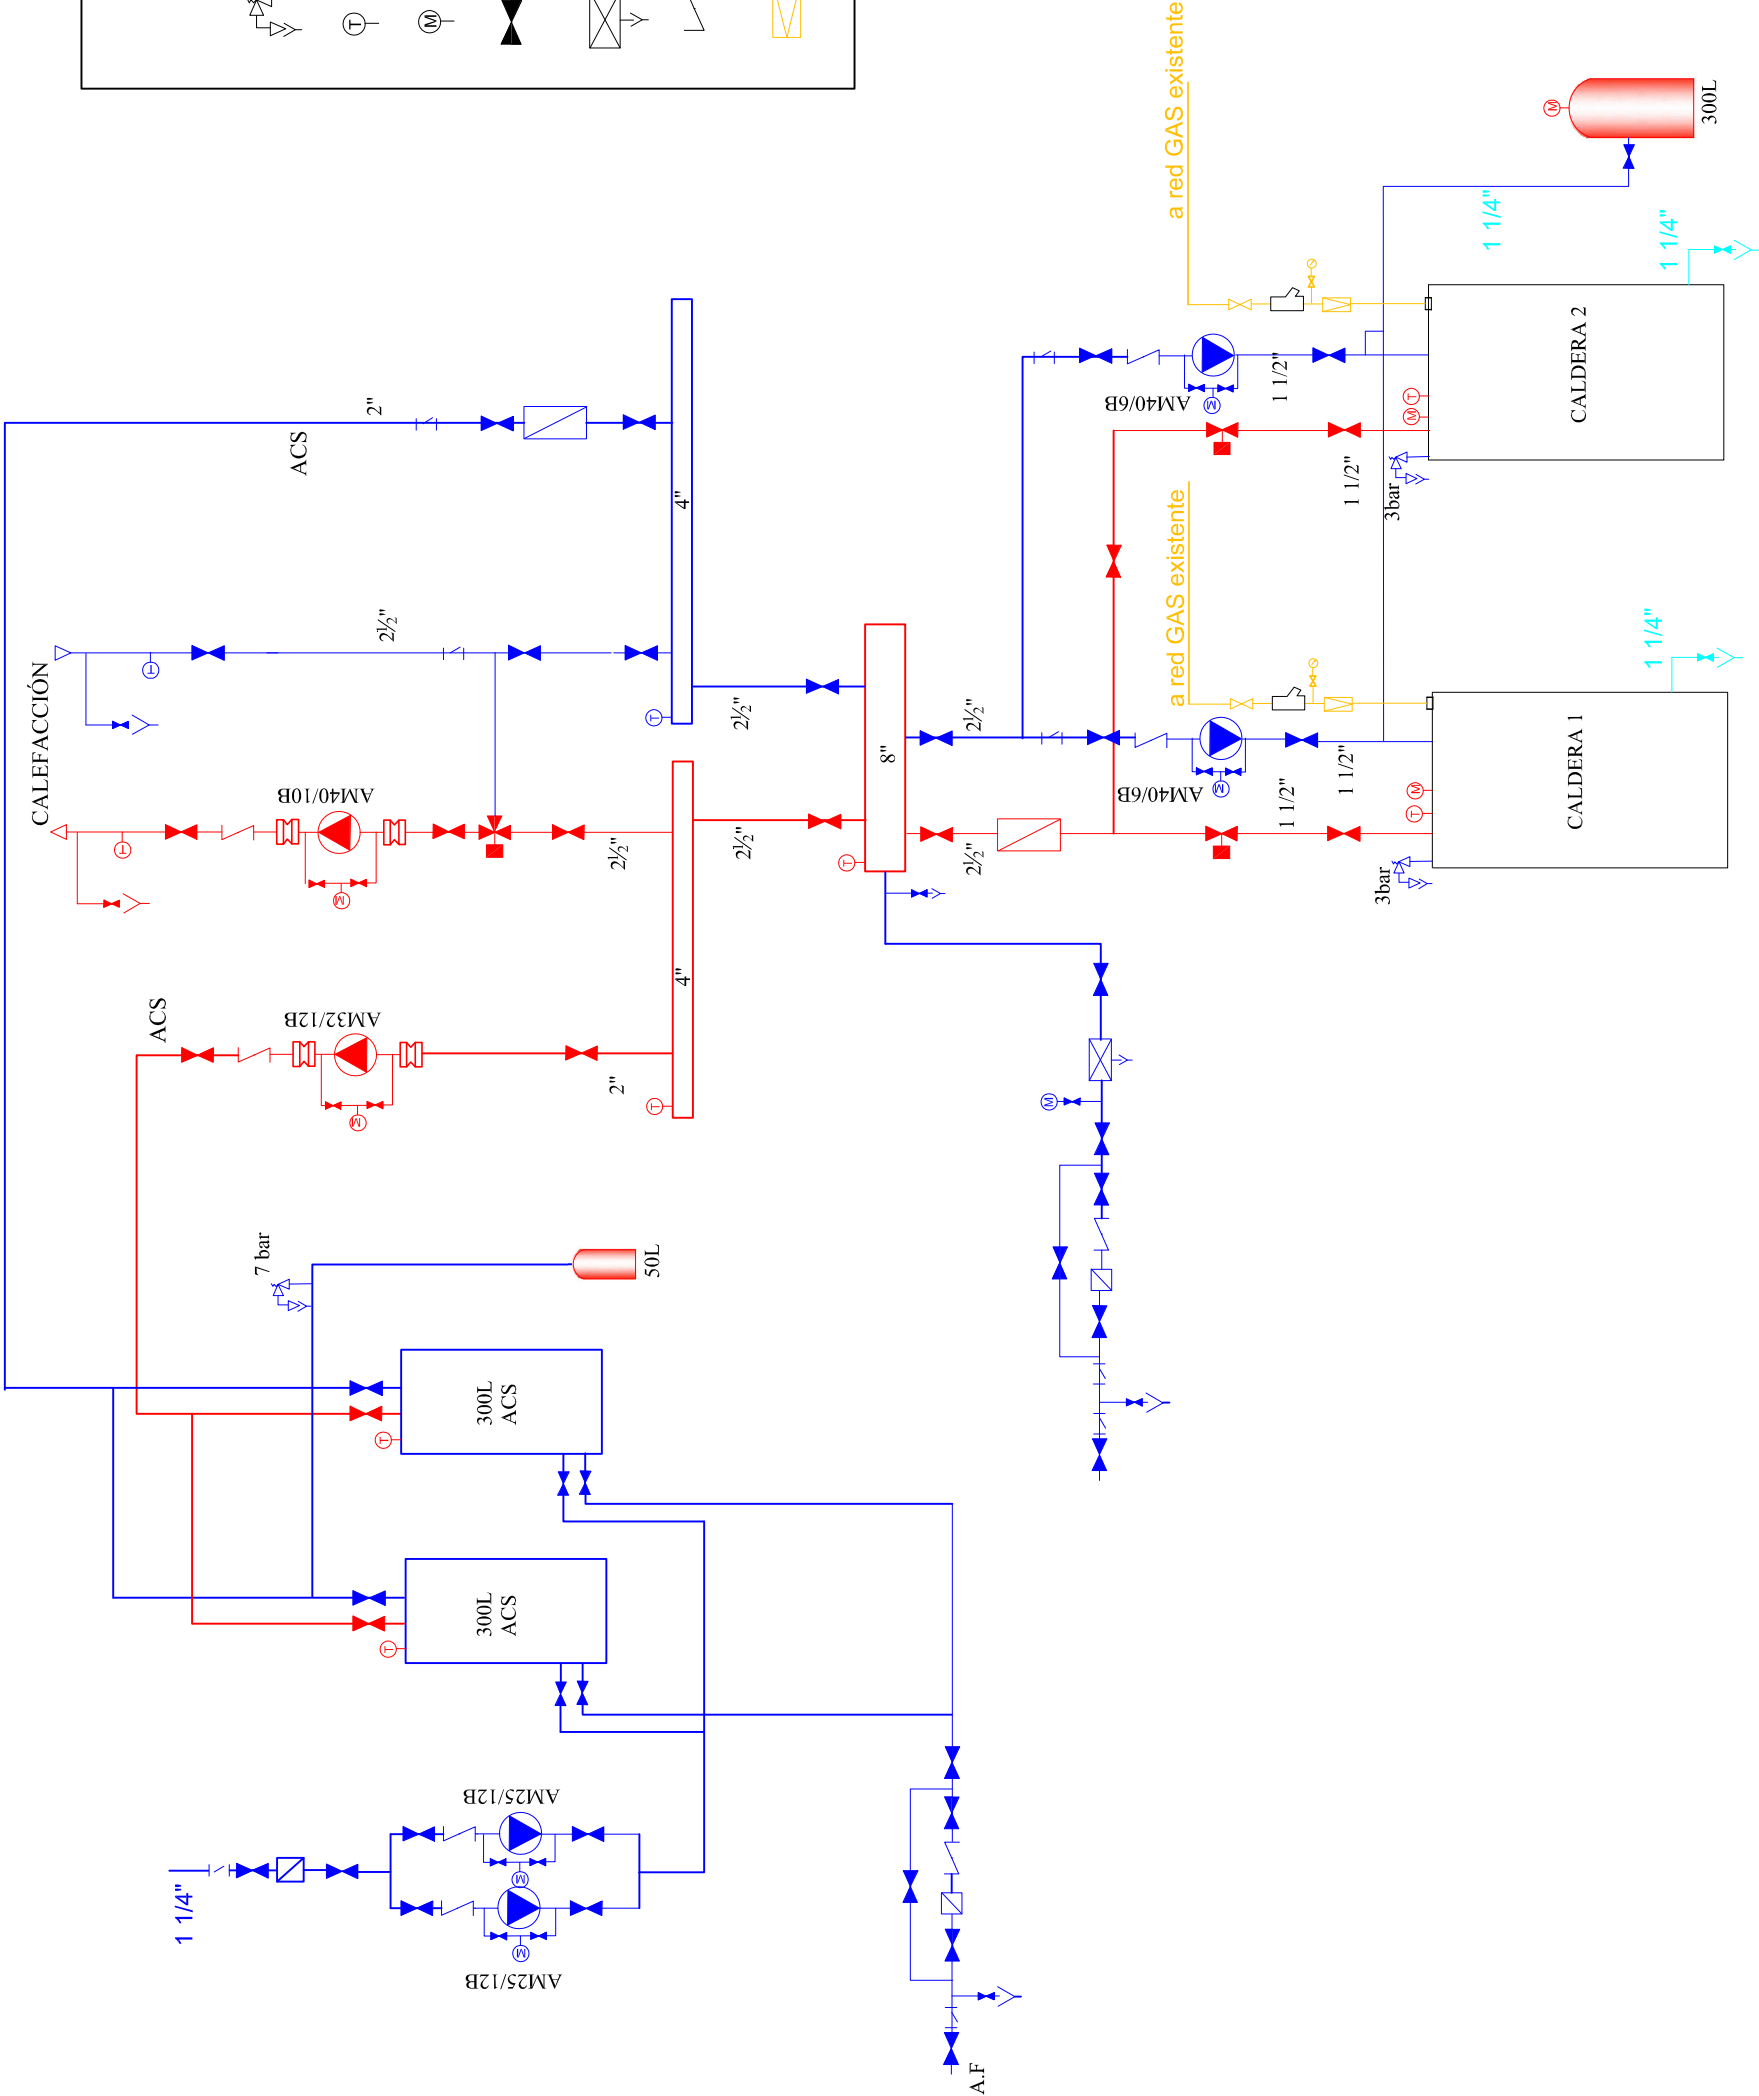 T
M
a red GAS existente
M
300L
1 1/4"
1 1/4"
CALDERA 2
1 1/2"
AM40/6B
M
T
M
1 1/2"
3bar
a red GAS existente
1 1/4"
CALDERA 1
1 1/2"
AM40/6B
M
1 1/2"
M
T
3bar
ACS
2"
4"
CALEFACCIÓN
2½"
T
T
2½"
8"
2½"
2½"
2½"
T
AM40/10B
M
T
2½"
4"
ACS
AM32/12B
M
2"
T
M
7 bar
50L
300L
ACS
T
300L
ACS
T
1 1/4"
AM25/12B
M
AM25/12B
M
A.F